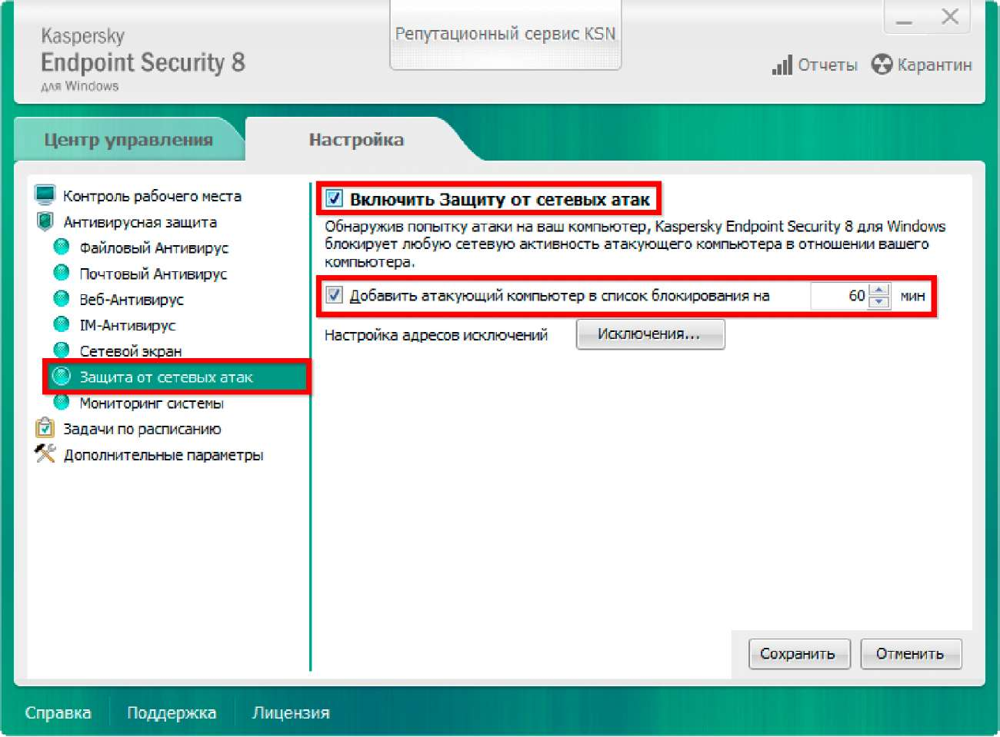 Kaspersky
Endpoint Security 8
для Windows
Репутационный сервис KSN
Отчеты
Карантин
Центр управления
Настройка
Контроль рабочего места
Антивирусная защита
Файловый Антивирус
Почтовый Антивирус
Веб-Антивирус
IM-Антивирус
Сетевой экран
Защита от сетевых атак
Мониторинг системы
Задачи по расписанию
Дополнительные параметры
Включить Защиту от сетевых атак
Обнаружив попытку атаки на ваш компьютер, Kaspersky Endpoint Security 8 для Windows
блокирует любую сетевую активность атакующего компьютера в отношении вашего
компьютера.
Добавить атакующий компьютер в список блокирования на 60 мин
Настройка адресов исключений Исключения...
Сохранить Отменить
Справка Поддержка Лицензия